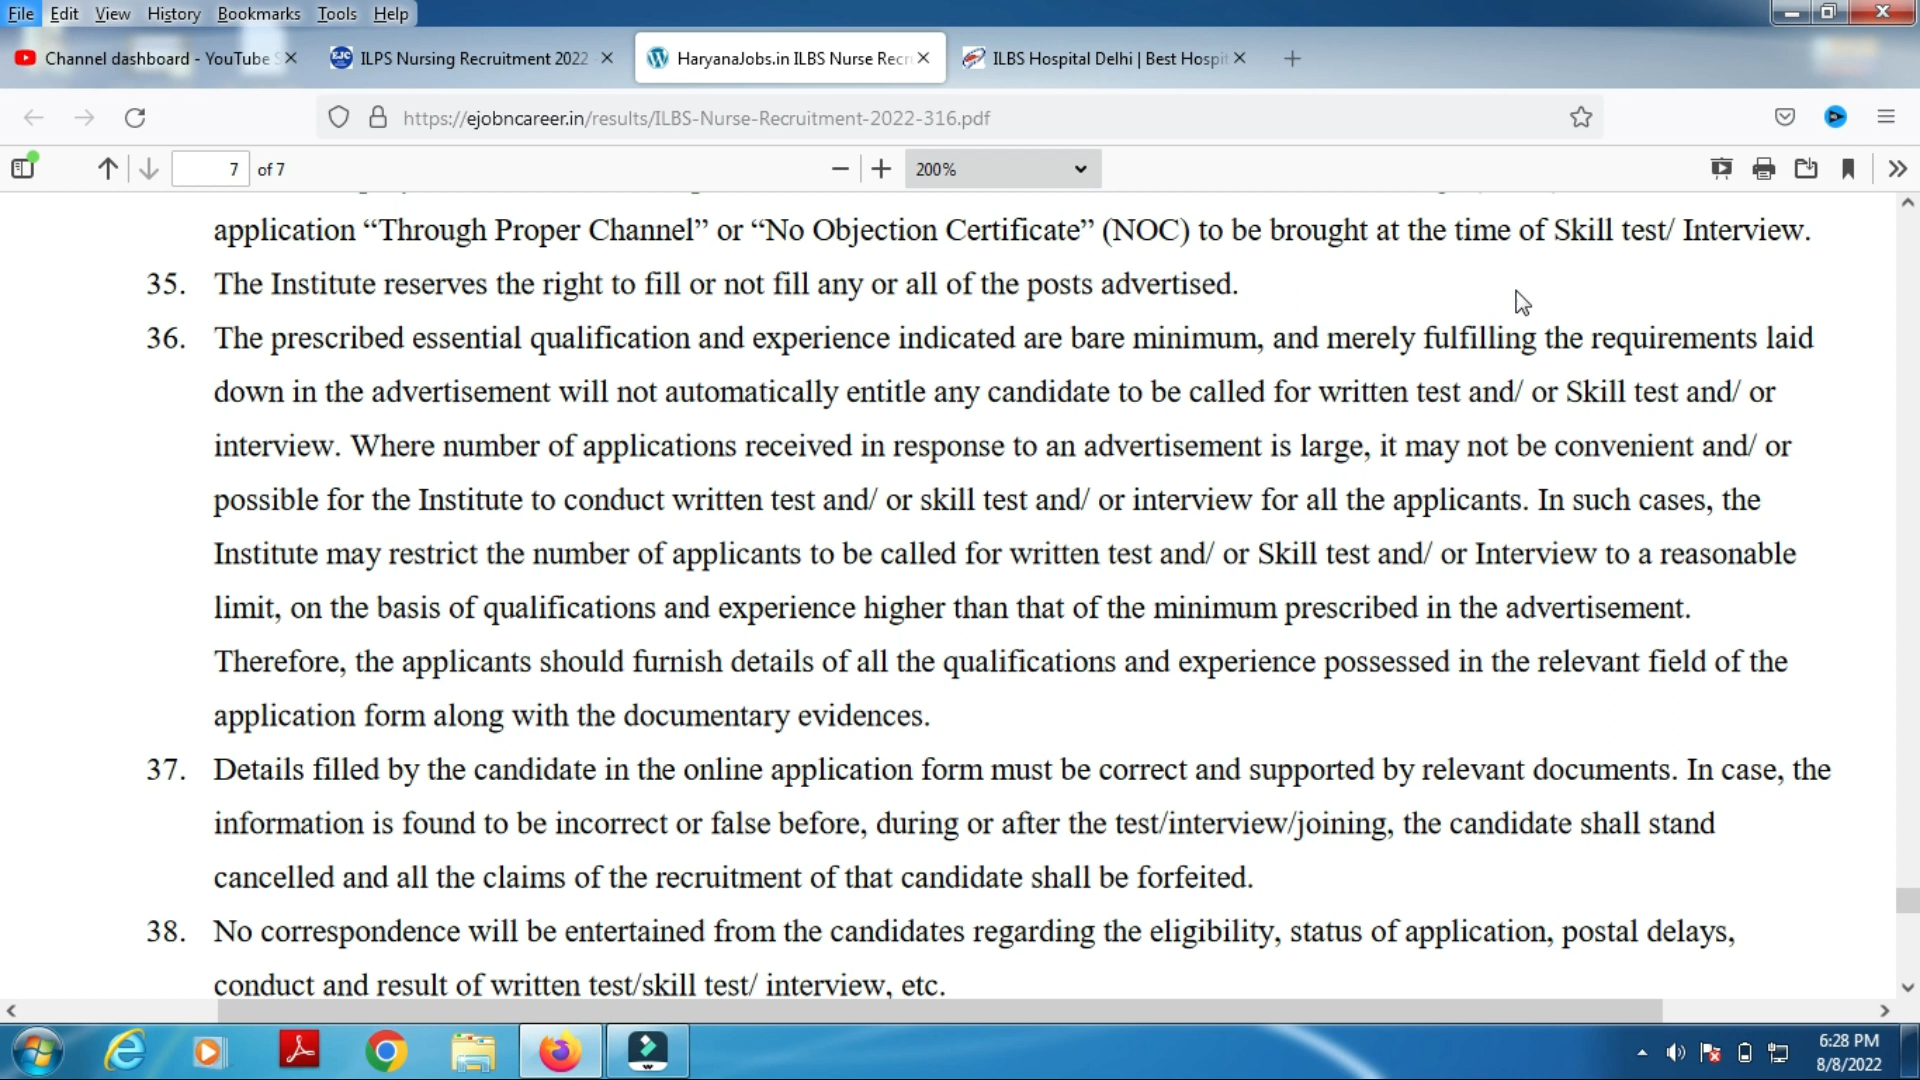 File Edit View History Bookmarks Tools Help
Channel dashboard - YouTube S
EJC ILPS Nursing Recruitment 2022
HaryanaJobs.in ILBS Nurse Recr
ILBS Hospital Delhi | Best Hospit
https://ejobncareer.in/results/ILBS-Nurse-Recruitment-2022-316.pdf
7 of 7
200%
application “Through Proper Channel” or “No Objection Certificate” (NOC) to be brought at the time of Skill test/ Interview.
35. The Institute reserves the right to fill or not fill any or all of the posts advertised.
36. The prescribed essential qualification and experience indicated are bare minimum, and merely fulfilling the requirements laid
down in the advertisement will not automatically entitle any candidate to be called for written test and/ or Skill test and/ or
interview. Where number of applications received in response to an advertisement is large, it may not be convenient and/ or
possible for the Institute to conduct written test and/ or skill test and/ or interview for all the applicants. In such cases, the
Institute may restrict the number of applicants to be called for written test and/ or Skill test and/ or Interview to a reasonable
limit, on the basis of qualifications and experience higher than that of the minimum prescribed in the advertisement.
Therefore, the applicants should furnish details of all the qualifications and experience possessed in the relevant field of the
application form along with the documentary evidences.
37. Details filled by the candidate in the online application form must be correct and supported by relevant documents. In case, the
information is found to be incorrect or false before, during or after the test/interview/joining, the candidate shall stand
cancelled and all the claims of the recruitment of that candidate shall be forfeited.
38. No correspondence will be entertained from the candidates regarding the eligibility, status of application, postal delays,
conduct and result of written test/skill test/ interview, etc.
6:28 PM
8/8/2022